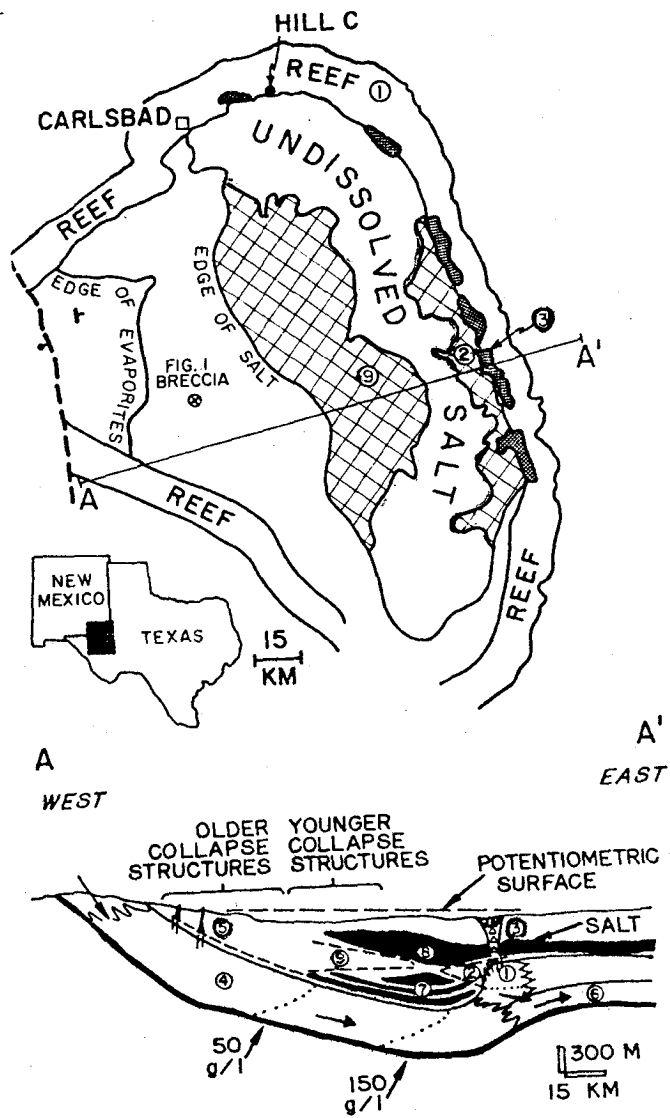 HILL C
REEF ①
CARLSBAD
UNDISSOLVED
SALT
REEF
EDGE OF SALT
EDGE OF EVAPORITES
FIG. 1
BRECCIA
③
②
⑨
A'
A
REEF
REEF
NEW
MEXICO
TEXAS
15
KM
A
A'
WEST
EAST
OLDER
COLLAPSE
STRUCTURES
YOUNGER
COLLAPSE
STRUCTURES
POTENTIOMETRIC
SURFACE
SALT
⑤
③
⑧
⑨
②
①
④
⑦
⑥
50
g/l
150
g/l
300 M
15 KM